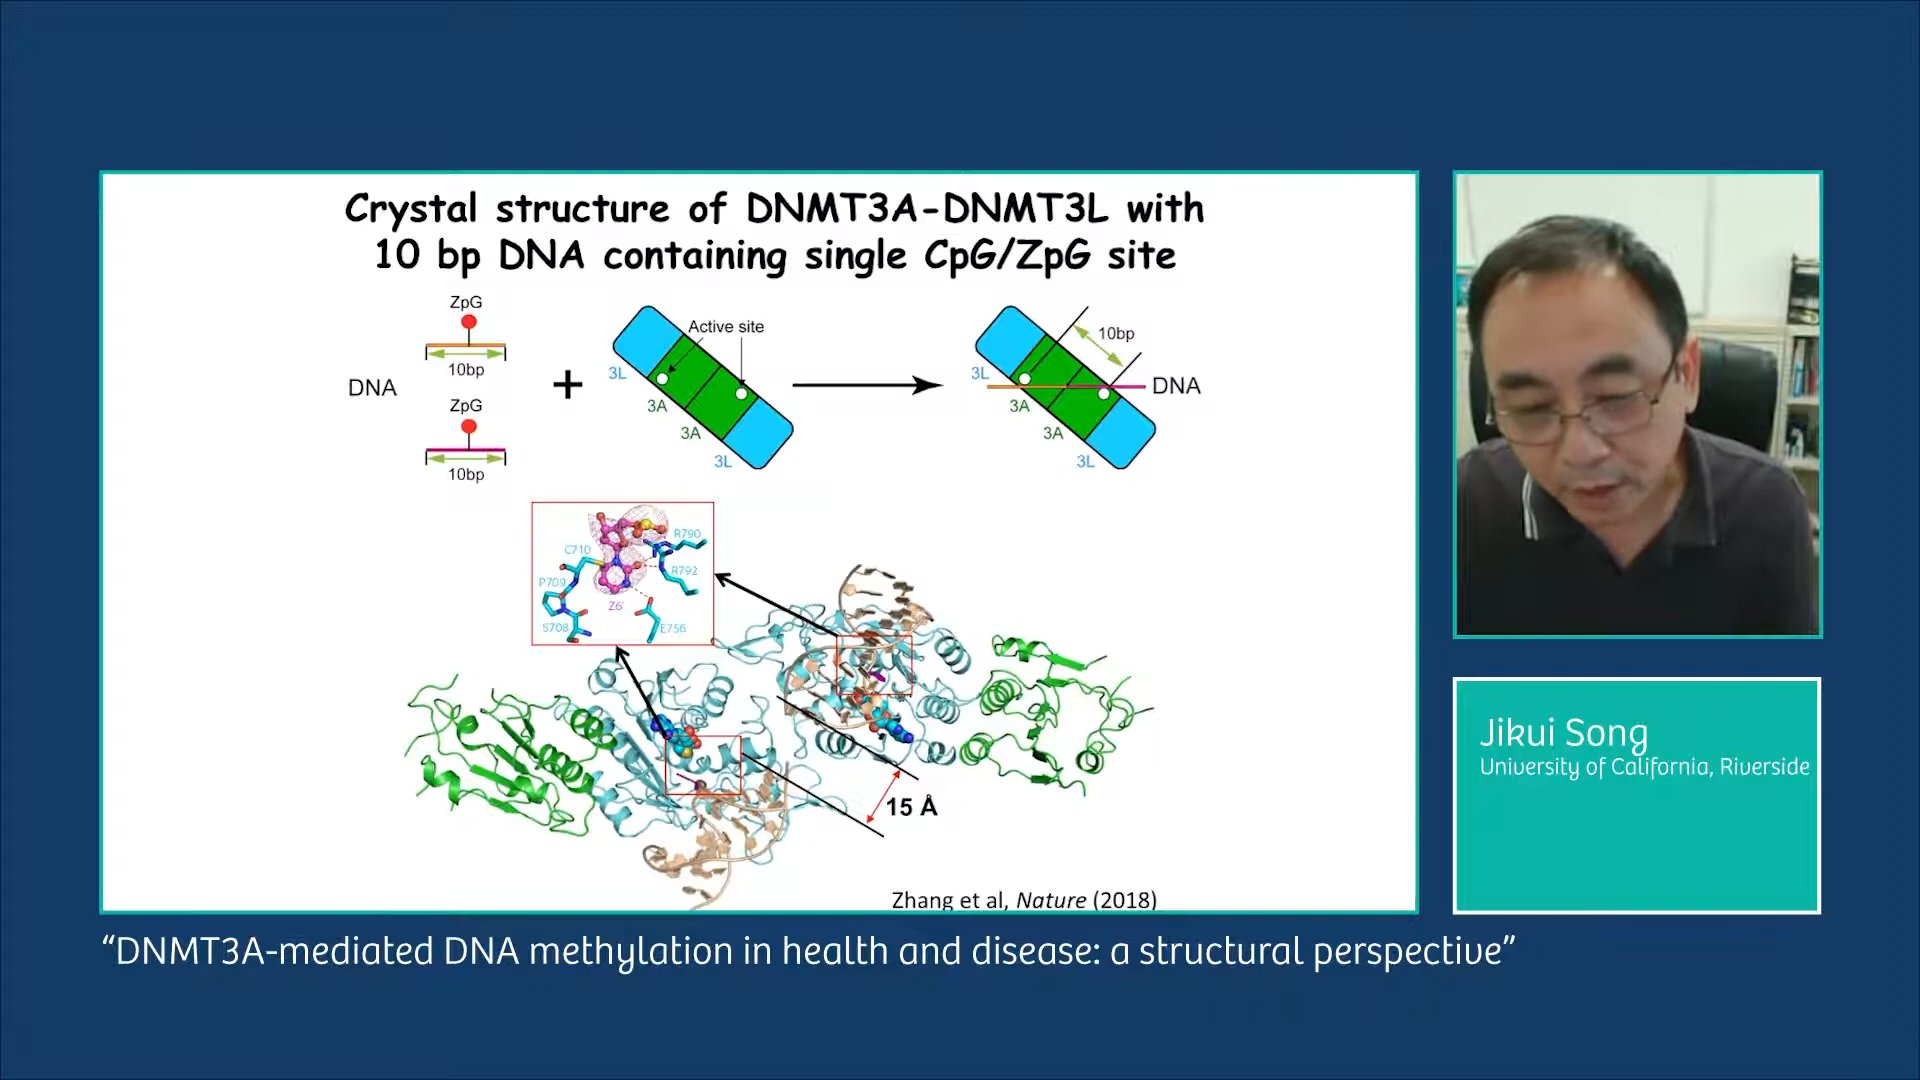 Crystal structure of DNMT3A-DNMT3L with
10 bp DNA containing single CpG/ZpG site
ZpG
10bp
DNA
ZpG
10bp
+
Active site
3L
3A
3A
3L
10bp
3L
DNA
3A
3A
3L
R790
C710
R792
P709
Z6'
S708
E756
15 Å
Zhang et al, Nature (2018)
Jikui Song
University of California, Riverside
“DNMT3A-mediated DNA methylation in health and disease: a structural perspective”